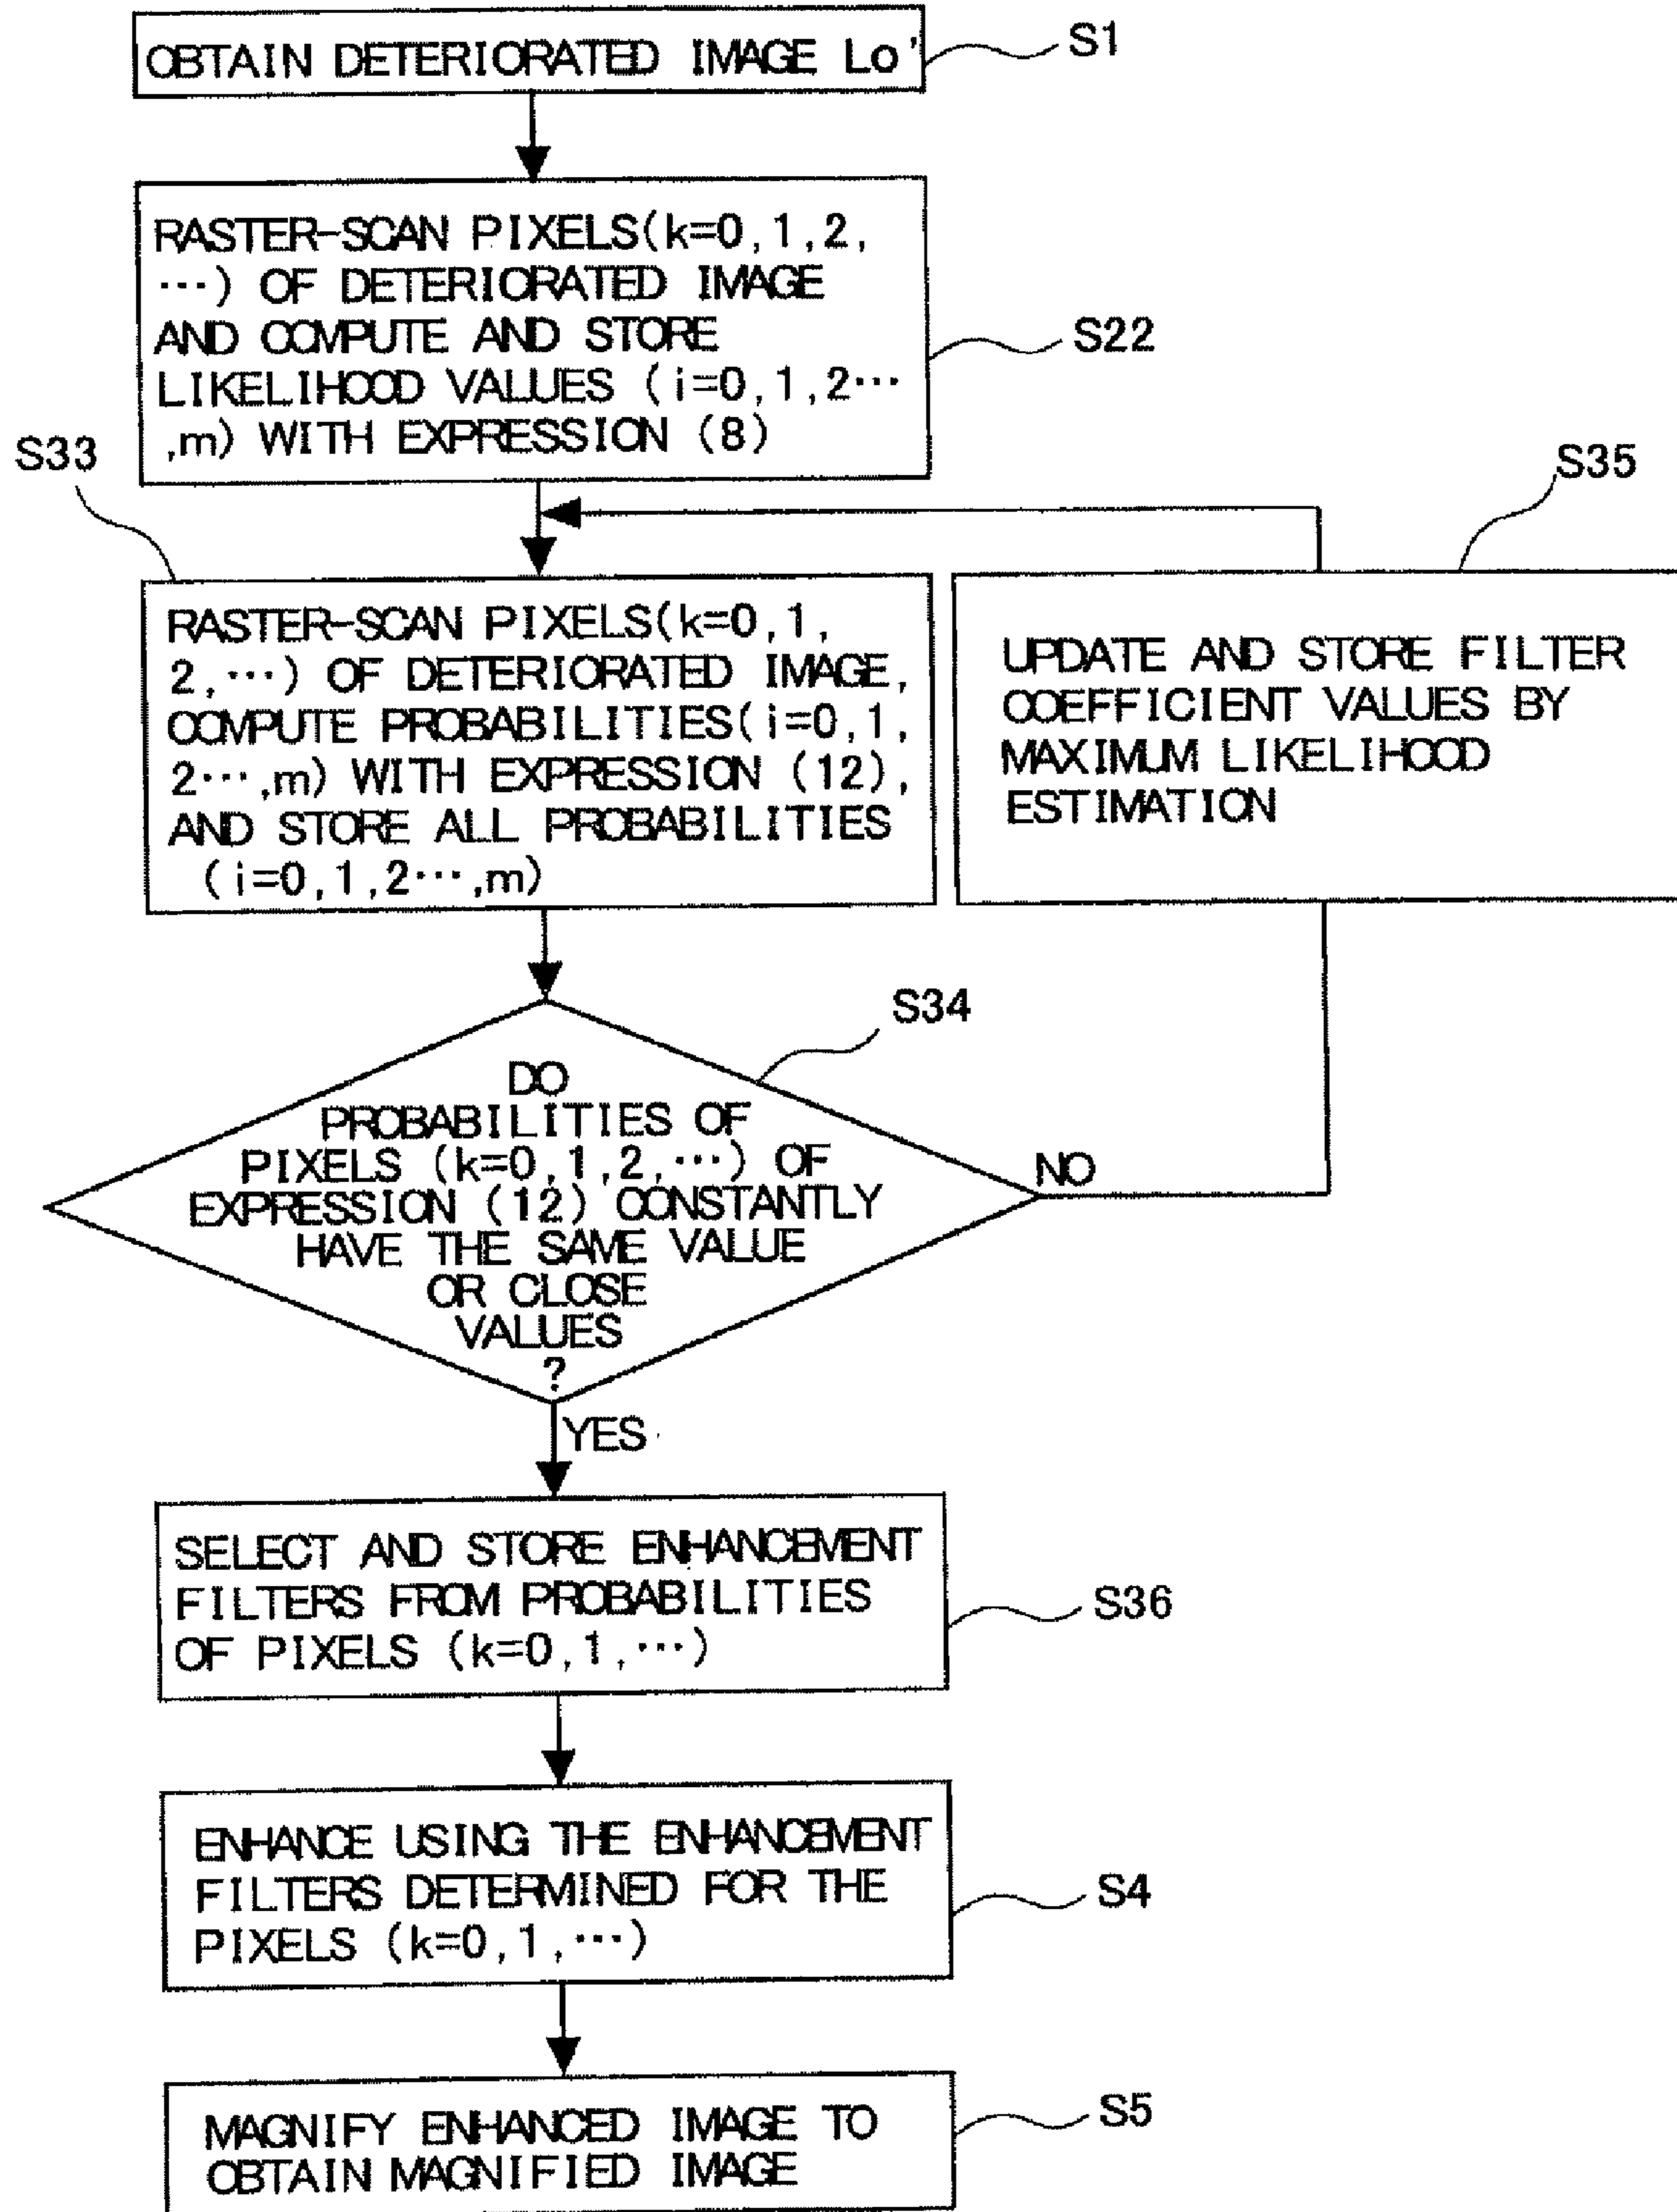 OBTAIN DETERIORATED IMAGE Lo'
S1
RASTER-SCAN PIXELS(k=0,1,2,
···) OF DETERIORATED IMAGE
AND COMPUTE AND STORE
LIKELIHOOD VALUES (i=0,1,2···
,m) WITH EXPRESSION (8)
S22
S33
RASTER-SCAN PIXELS(k=0,1,
2,···) OF DETERIORATED IMAGE,
COMPUTE PROBABILITIES(i=0,1,
2···,m) WITH EXPRESSION (12),
AND STORE ALL PROBABILITIES
(i=0,1,2···,m)
S35
UPDATE AND STORE FILTER
COEFFICIENT VALUES BY
MAXIMUM LIKELIHOOD
ESTIMATION
S34
DO
PROBABILITIES OF
PIXELS (k=0,1,2,···) OF
EXPRESSION (12) CONSTANTLY
HAVE THE SAME VALUE
OR CLOSE
VALUES
?
NO
YES
SELECT AND STORE ENHANCEMENT
FILTERS FROM PROBABILITIES
OF PIXELS (k=0,1,···)
S36
ENHANCE USING THE ENHANCEMENT
FILTERS DETERMINED FOR THE
PIXELS (k=0,1,···)
S4
MAGNIFY ENHANCED IMAGE TO
OBTAIN MAGNIFIED IMAGE
S5